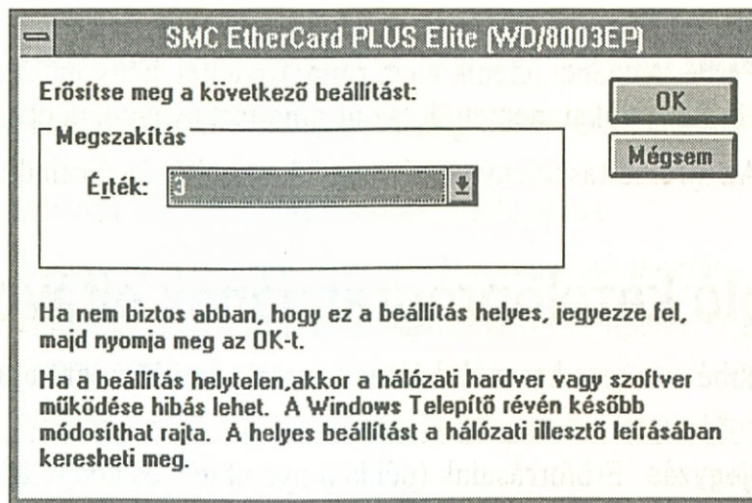 SMC EtherCard PLUS Elite (WD/8003EP)
Erősítse meg a következő beállítást:
OK
Megszakítás
Mégsem
Érték: 3
Ha nem biztos abban, hogy ez a beállítás helyes, jegyezze fel,
majd nyomja meg az OK-t.
Ha a beállítás helytelen,akkor a hálózati hardver vagy szoftver
működése hibás lehet. A Windows Telepítő révén később
módosíthat rajta. A helyes beállítást a hálózati illesztő leírásában
keresheti meg.